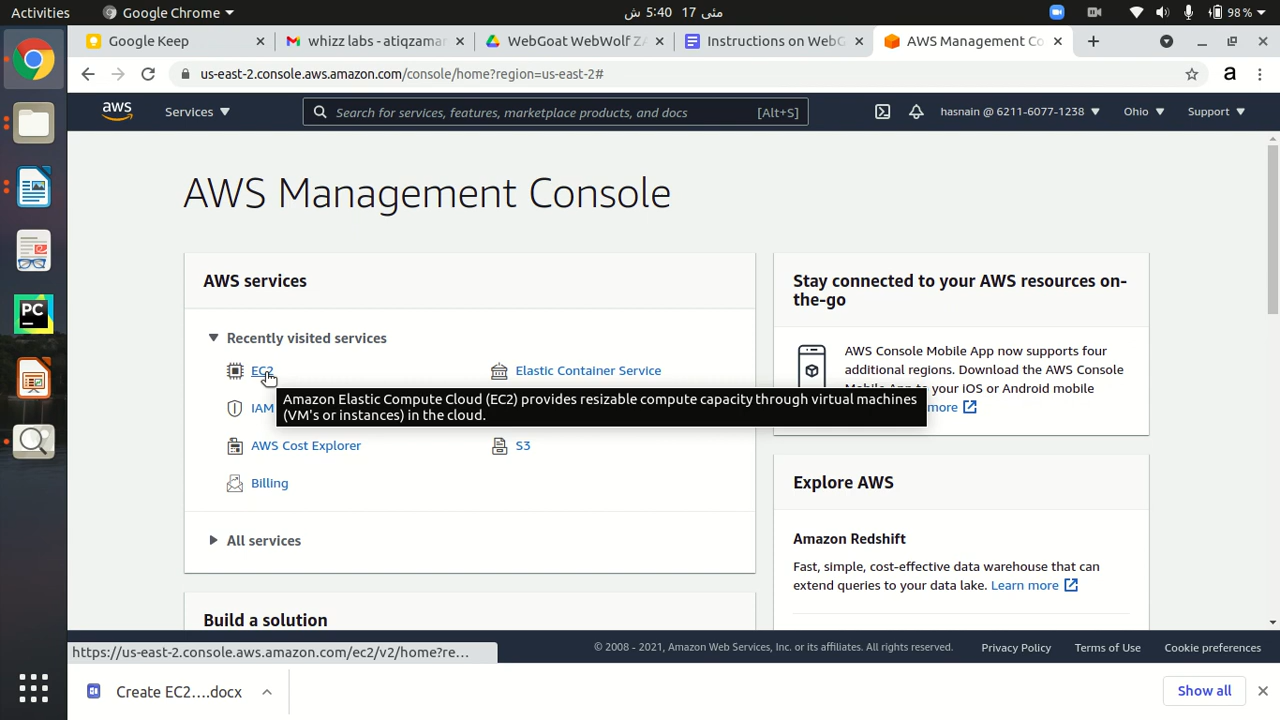 Activities
Google Chrome
ش 5:40 17 مئی
98 %
Google Keep
whizz labs - atiqzamar
WebGoat WebWolf ZA
Instructions on WebG
AWS Management Co
us-east-2.console.aws.amazon.com/console/home?region=us-east-2#
a
aws
Services
Search for services, features, marketplace products, and docs
[Alt+S]
hasnain @ 6211-6077-1238
Ohio
Support
AWS Management Console
AWS services
Recently visited services
EC2
Elastic Container Service
Amazon Elastic Compute Cloud (EC2) provides resizable compute capacity through virtual machines
(VM's or instances) in the cloud.
IAM
AWS Cost Explorer
S3
Billing
All services
Build a solution
Stay connected to your AWS resources on-
the-go
AWS Console Mobile App now supports four
additional regions. Download the AWS Console
Mobile App to your iOS or Android mobile
more
Explore AWS
Amazon Redshift
Fast, simple, cost-effective data warehouse that can
extend queries to your data lake. Learn more
https://us-east-2.console.aws.amazon.com/ec2/v2/home?re...
© 2008 - 2021, Amazon Web Services, Inc. or its affiliates. All rights reserved.
Privacy Policy
Terms of Use
Cookie preferences
PC
Create EC2....docx
Show all